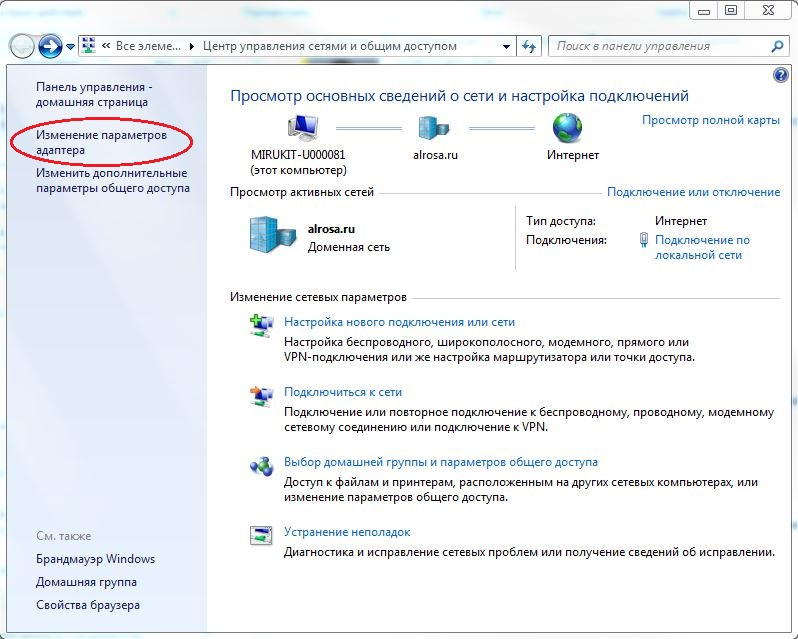 « Все элеме... ▸ Центр управления сетями и общим доступом
Поиск в панели управления
Панель управления -
домашняя страница
Изменение параметров
адаптера
Изменить дополнительные
параметры общего доступа
См. также
Брандмауэр Windows
Домашняя группа
Свойства браузера
Просмотр основных сведений о сети и настройка подключений
MIRUKIT-U000081
(этот компьютер)
alrosa.ru
Интернет
Просмотр полной карты
Просмотр активных сетей
Подключение или отключение
alrosa.ru
Доменная сеть
Тип доступа: Интернет
Подключения: Подключение по
локальной сети
Изменение сетевых параметров
Настройка нового подключения или сети
Настройка беспроводного, широкополосного, модемного, прямого или
VPN-подключения или же настройка маршрутизатора или точки доступа.
Подключиться к сети
Подключение или повторное подключение к беспроводному, проводному, модемному
сетевому соединению или подключение к VPN.
Выбор домашней группы и параметров общего доступа
Доступ к файлам и принтерам, расположенным на других сетевых компьютерах, или
изменение параметров общего доступа.
Устранение неполадок
Диагностика и исправление сетевых проблем или получение сведений об исправлении.